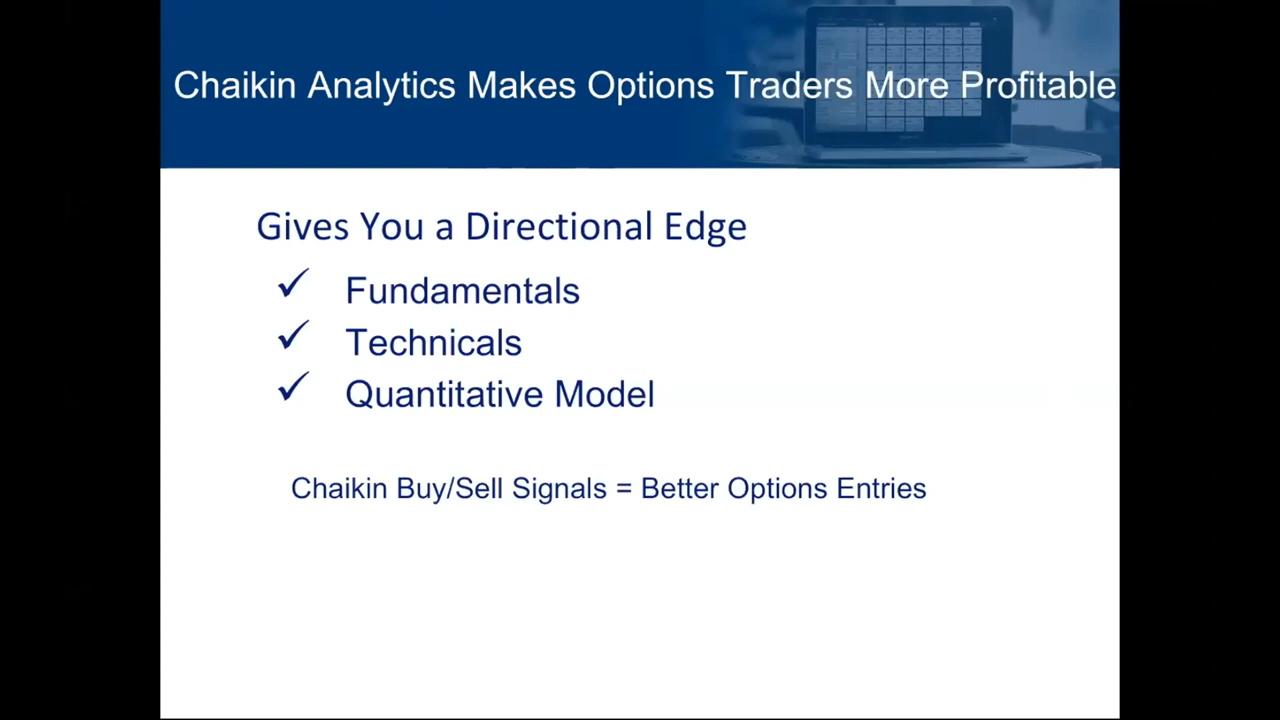 Chaikin Analytics Makes Options Traders More Profitable
Gives You a Directional Edge
✓ Fundamentals
✓ Technicals
✓ Quantitative Model
Chaikin Buy/Sell Signals = Better Options Entries